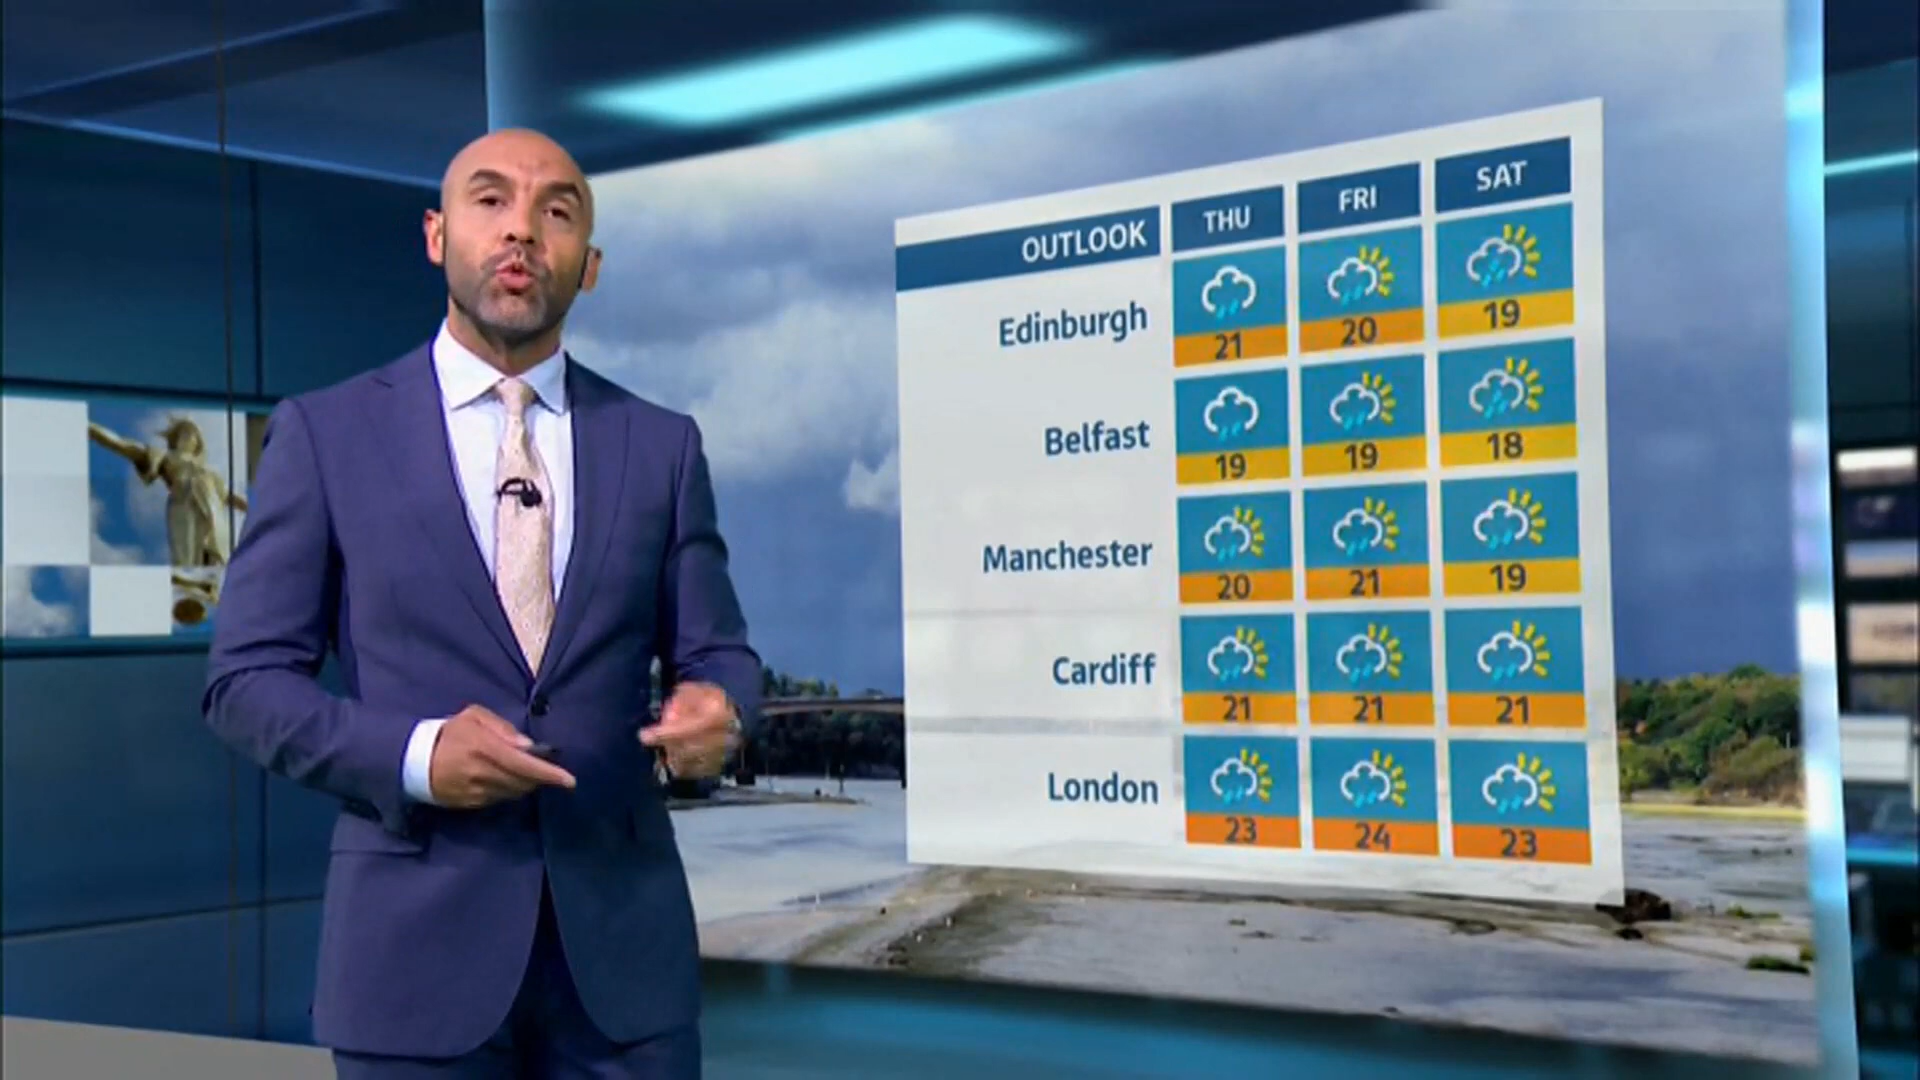 OUTLOOK THU FRI SAT
Edinburgh 21 20 19
Belfast 19 19 18
Manchester 20 21 19
Cardiff 21 21 21
London 23 24 23